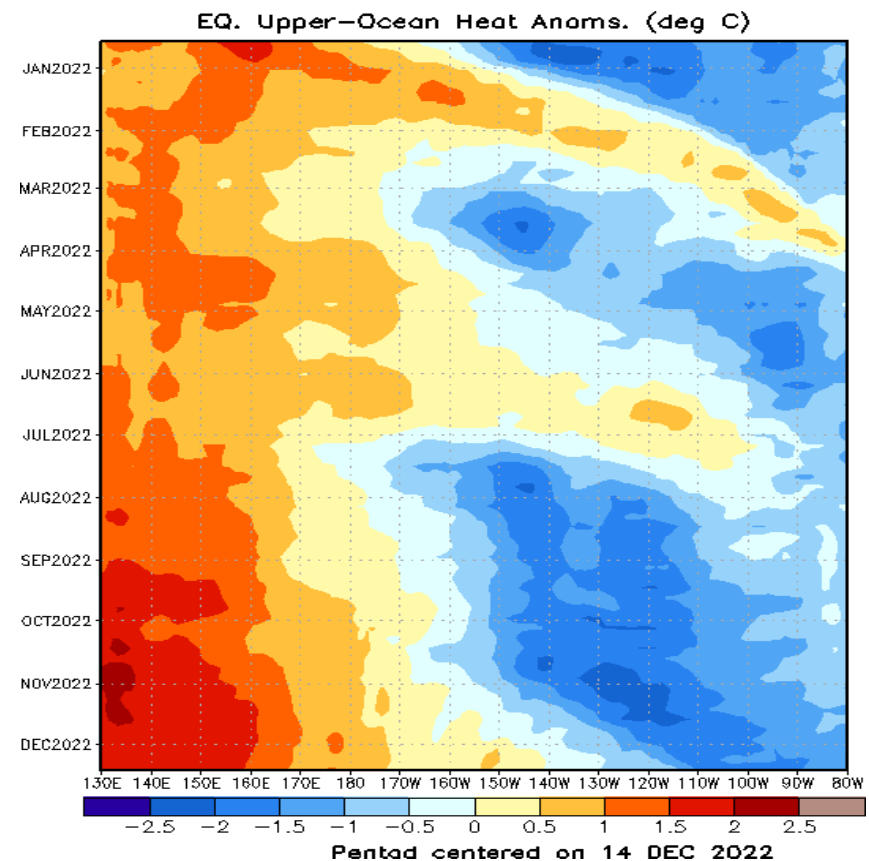 EQ. Upper-Ocean Heat Anoms. (deg C)
JAN2022
FEB2022
MAR2022
APR2022
MAY2022
JUN2022
JUL2022
AUG2022
SEP2022
OCT2022
NOV2022
DEC2022
130E 140E 150E 160E 170E 180 170W 160W 150W 140W 130W 120W 110W 100W 90W 80W
-2.5 -2 -1.5 -1 -0.5 0 0.5 1 1.5 2 2.5
Pentad centered on 14 DEC 2022